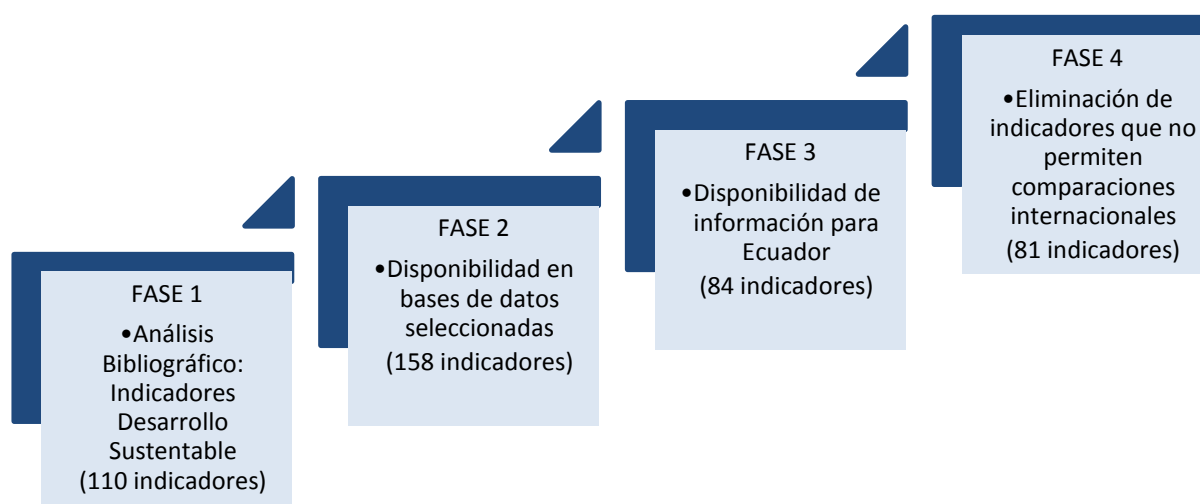 FASE 1
•Análisis
Bibliográfico:
Indicadores
Desarrollo
Sustentable
(110 indicadores)
FASE 2
•Disponibilidad en
bases de datos
seleccionadas
(158 indicadores)
FASE 3
•Disponibilidad de
información para
Ecuador
(84 indicadores)
FASE 4
•Eliminación de
indicadores que no
permiten
comparaciones
internacionales
(81 indicadores)